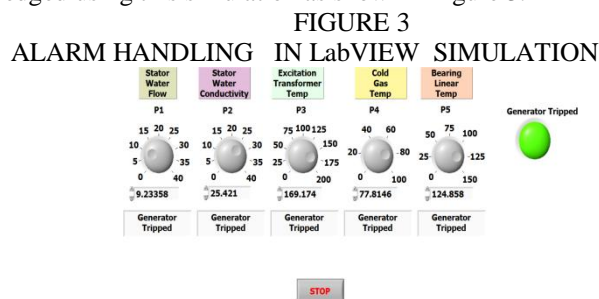 FIGURE 3
ALARM HANDLING IN LabVIEW SIMULATION
Stator Water Flow
Stator Water Conductivity
Excitation Transformer Temp
Cold Gas Temp
Bearing Linear Temp
P1 P2 P3 P4 P5
Generator Tripped
0 5 10 15 20 25 30 35 40
0 5 10 15 20 25 30 35 40
0 25 50 75 100 125 150 175 200
0 20 40 60 80 100
0 25 50 75 100 125 150
9.23358 25.421 169.174 77.8146 124.858
Generator Tripped
Generator Tripped
Generator Tripped
Generator Tripped
Generator Tripped
STOP